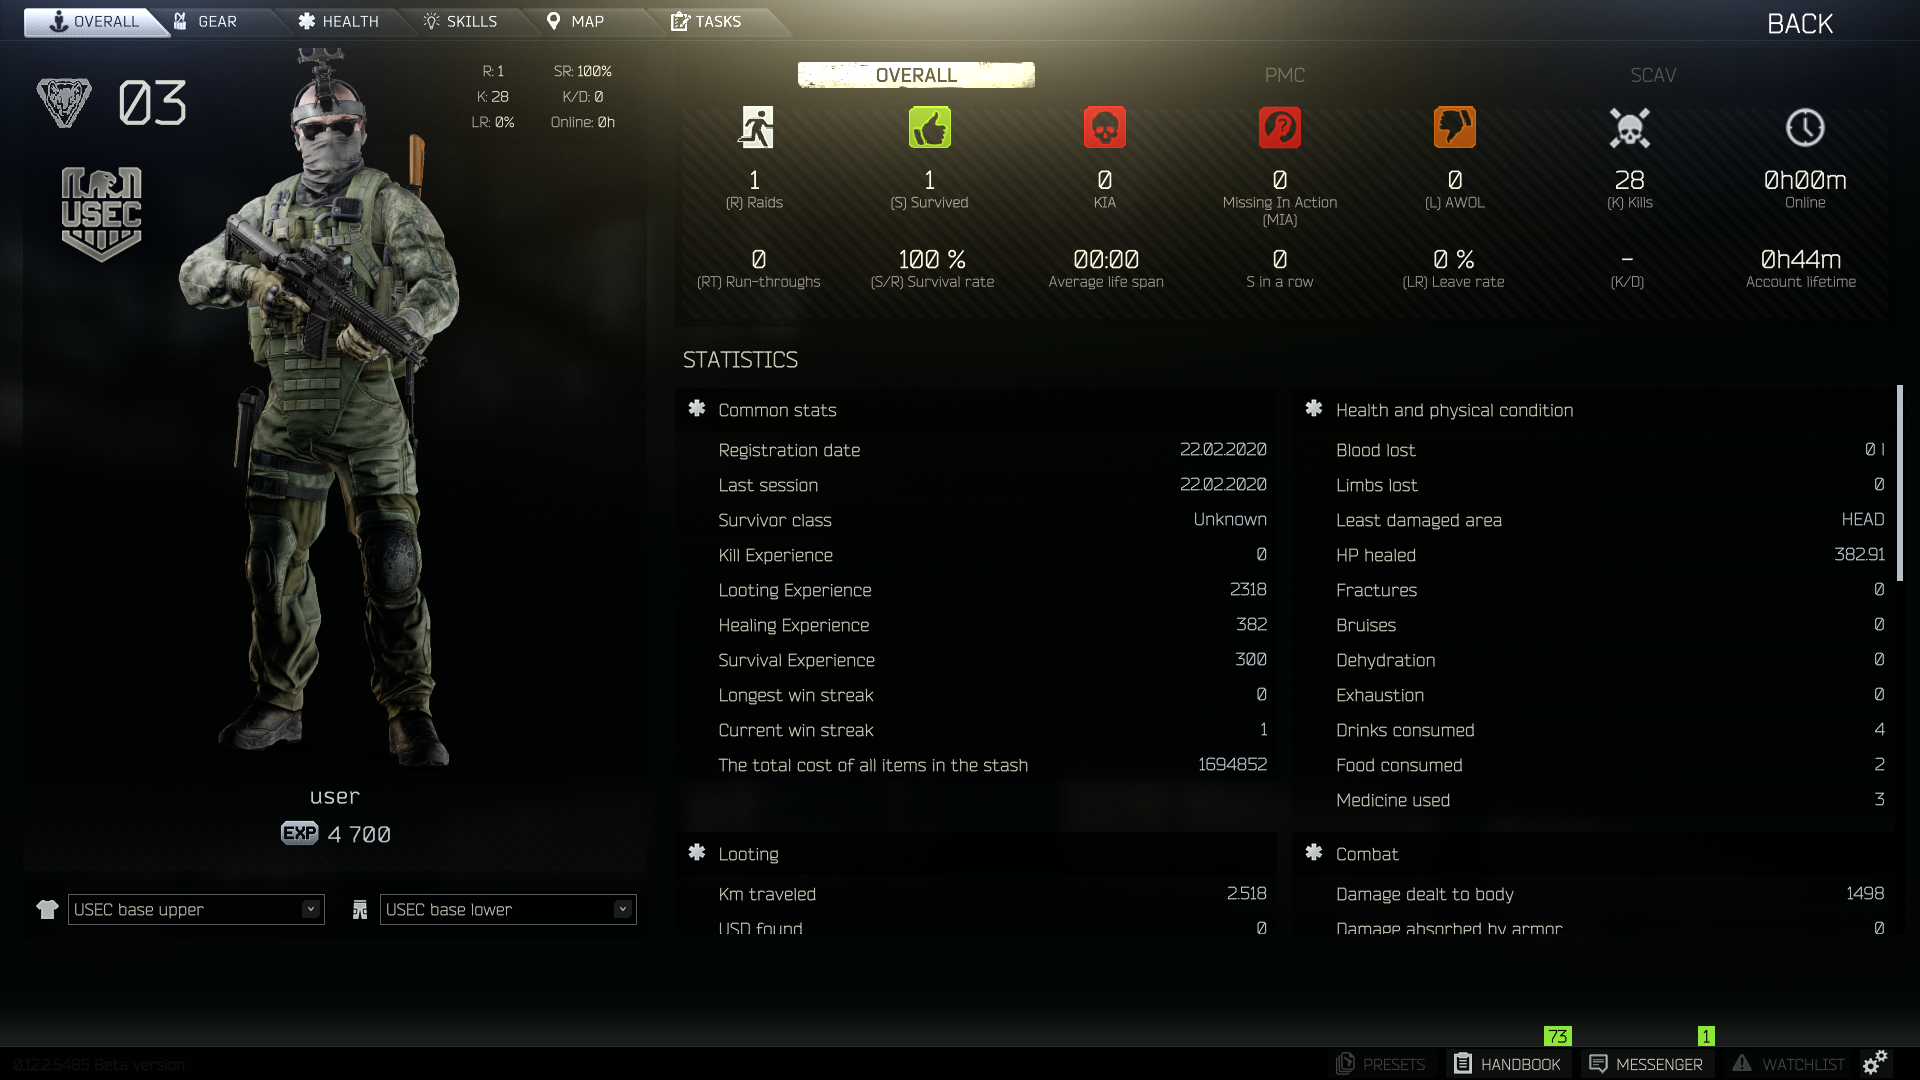 OVERALL GEAR HEALTH SKILLS MAP TASKS BACK
03
USEC
R: 1 SR: 100%
K: 28 K/D: 0
LR: 0% Online: 0h
OVERALL PMC SCAV
1 1 0 0 0 28 0h00m
(R) Raids (S) Survived KIA Missing In Action (L) AWOL (K) Kills Online
(MIA)
0 100 % 00:00 0 0 % – 0h44m
(RT) Run-throughs (S/R) Survival rate Average life span S in a row (LR) Leave rate (K/D) Account lifetime
STATISTICS
Common stats
Registration date 22.02.2020
Last session 22.02.2020
Survivor class Unknown
Kill Experience 0
Looting Experience 2318
Healing Experience 382
Survival Experience 300
Longest win streak 0
Current win streak 1
The total cost of all items in the stash 1694852
Health and physical condition
Blood lost 0 l
Limbs lost 0
Least damaged area HEAD
HP healed 382.91
Fractures 0
Bruises 0
Dehydration 0
Exhaustion 0
Drinks consumed 4
Food consumed 2
Medicine used 3
Looting
Km traveled 2.518
USD found 0
Combat
Damage dealt to body 1498
Damage absorbed by armor 0
user
EXP 4 700
USEC base upper USEC base lower
73 1
0.12.2.5485 Beta version PRESETS HANDBOOK MESSENGER WATCHLIST